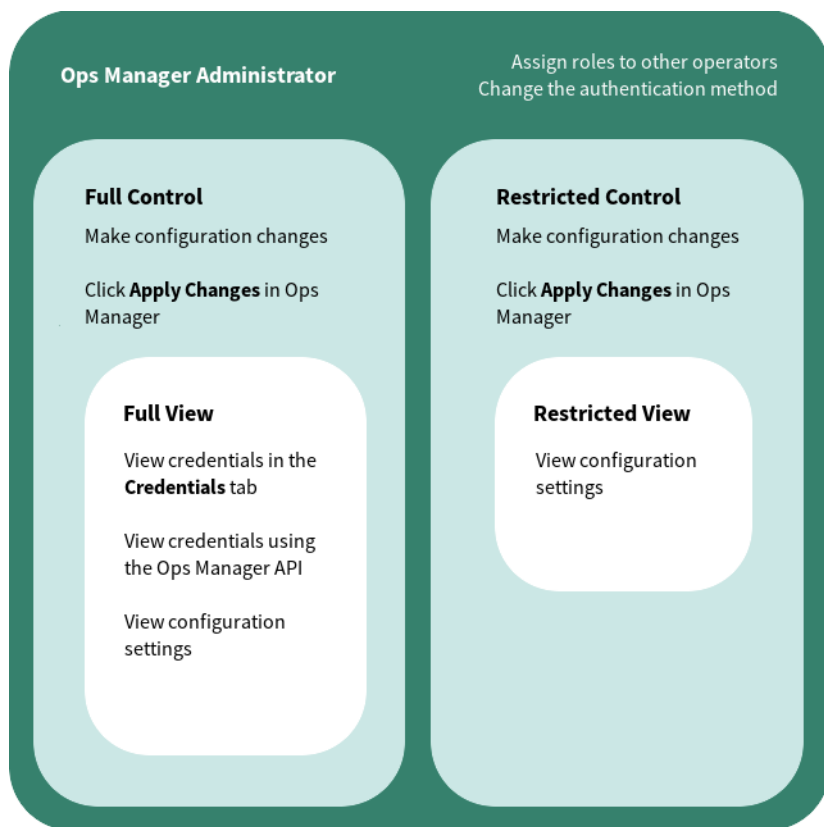 Ops Manager Administrator
Assign roles to other operators
Change the authentication method
Full Control
Make configuration changes
Click Apply Changes in Ops
Manager
Full View
View credentials in the
Credentials tab
View credentials using
the Ops Manager API
View configuration
settings
Restricted Control
Make configuration changes
Click Apply Changes in Ops
Manager
Restricted View
View configuration
settings